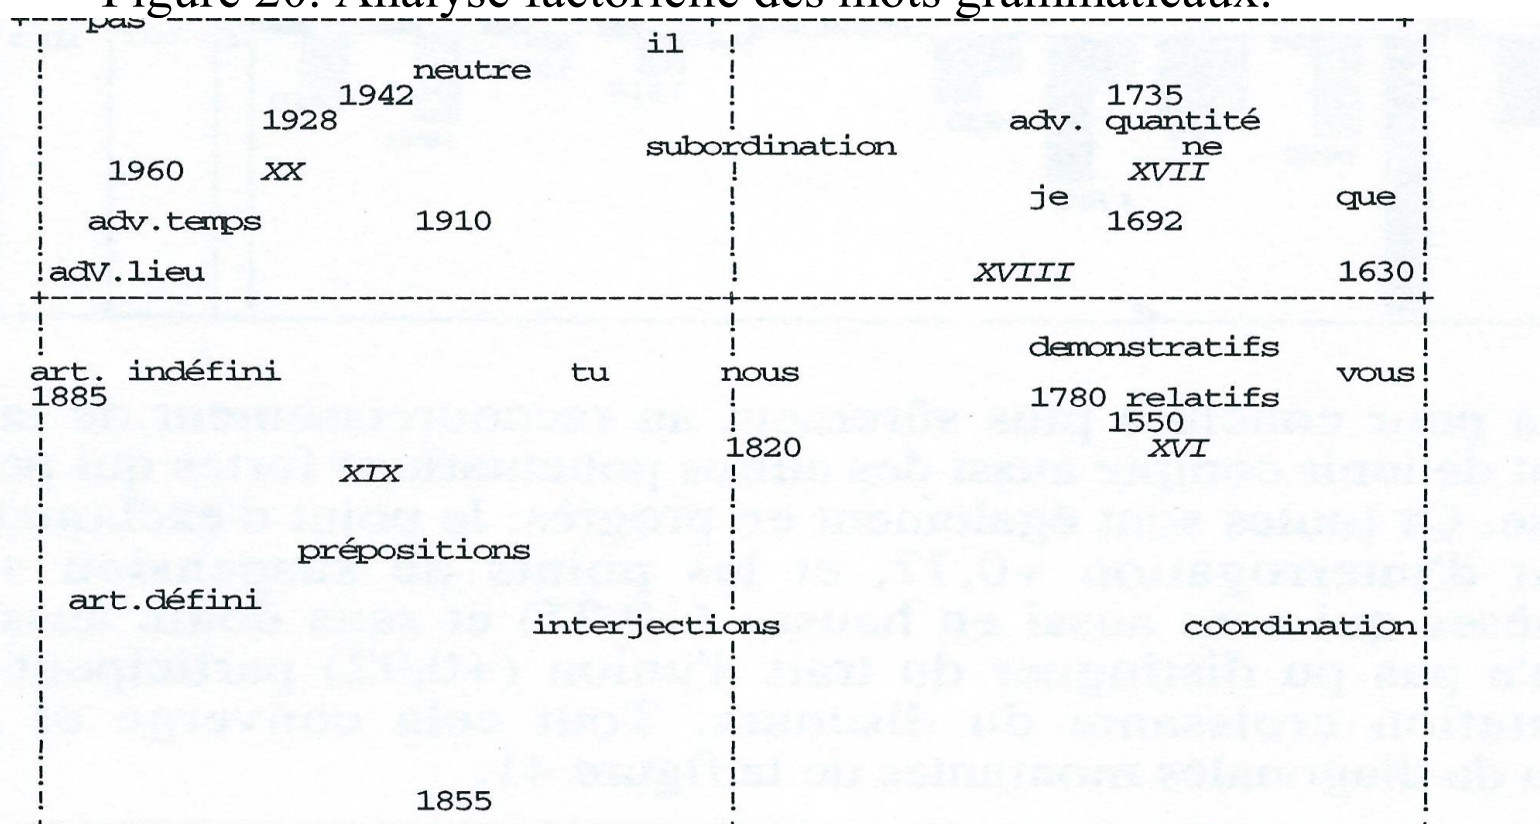 Figure 20. Analyse factorielle des mots grammaticaux.
pas
il
neutre
1942 1735
1928 adv. quantité
subordination ne
1960 XX XVII
je que
adv.temps 1910 1692
adV.lieu XVIII 1630
demonstratifs
art. indéfini tu nous vous
1885 1780 relatifs
1550
1820 XVI
XIX
prépositions
art.défini
interjections coordination
1855